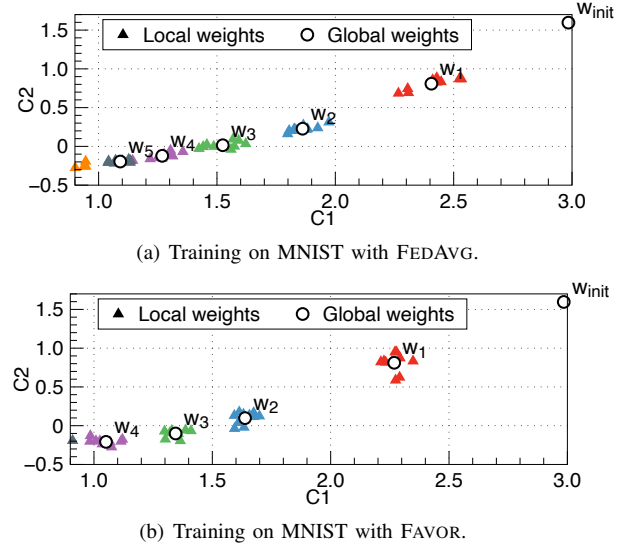 w_init
Local weights Global weights
1.5
1.0
0.5
0
−0.5
C2
w_1
w_2
w_3
w_4
w_5
1.0 1.5 2.0 2.5 3.0
C1
(a) Training on MNIST with FEDAVG.
w_init
Local weights Global weights
1.5
1.0
0.5
0
−0.5
C2
w_1
w_2
w_3
w_4
1.0 1.5 2.0 2.5 3.0
C1
(b) Training on MNIST with FAVOR.